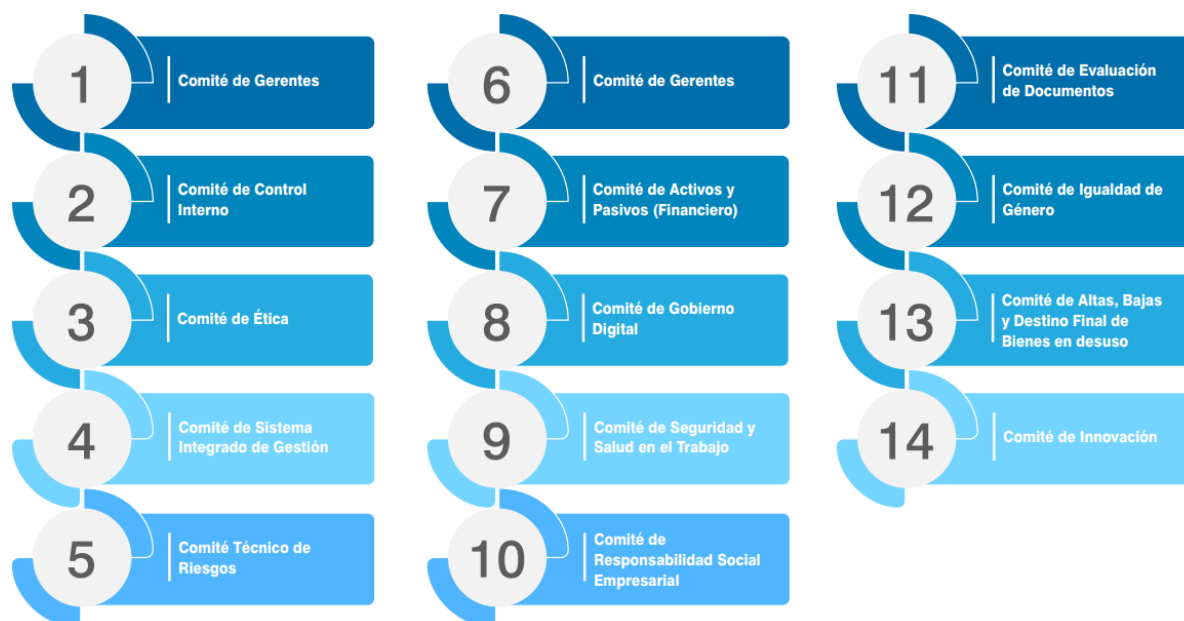 1
Comité de Gerentes
2
Comité de Control
Interno
3
Comité de Ética
4
Comité de Sistema
Integrado de Gestión
5
Comité Técnico de
Riesgos
6
Comité de Gerentes
7
Comité de Activos y
Pasivos (Financiero)
8
Comité de Gobierno
Digital
9
Comité de Seguridad y
Salud en el Trabajo
10
Comité de
Responsabilidad Social
Empresarial
11
Comité de Evaluación
de Documentos
12
Comité de Igualdad de
Género
13
Comité de Altas, Bajas
y Destino Final de
Bienes en desuso
14
Comité de Innovación